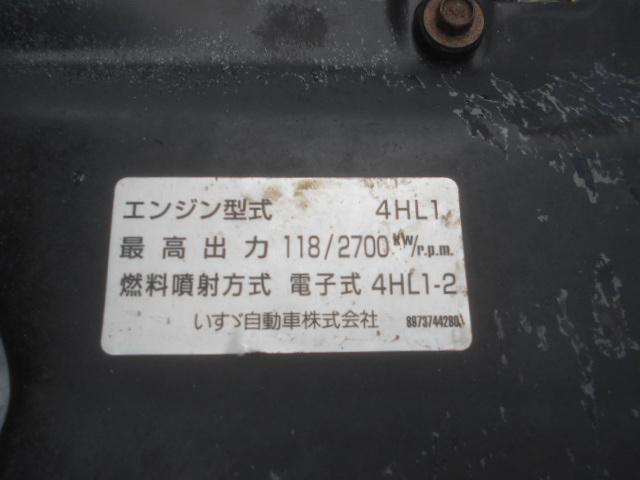 エンジン型式 4HL1
最高出力 118/2700 kW/r.p.m.
燃料噴射方式 電子式 4HL1-2
いすゞ自動車株式会社 8973744280